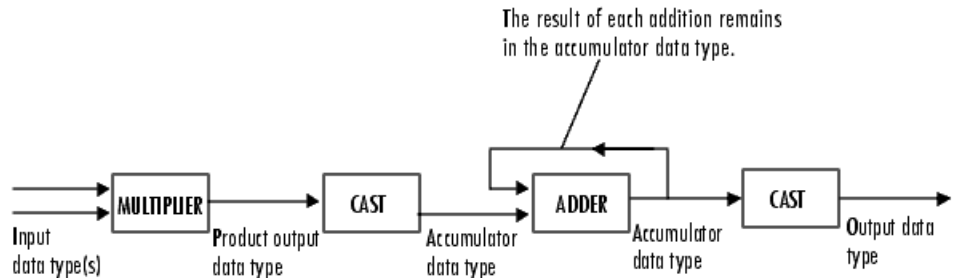 The result of each addition remains
in the accumulator data type.
MULTIPLIER
CAST
ADDER
CAST
Input
data type(s)
Product output
data type
Accumulator
data type
Accumulator
data type
Output data
type